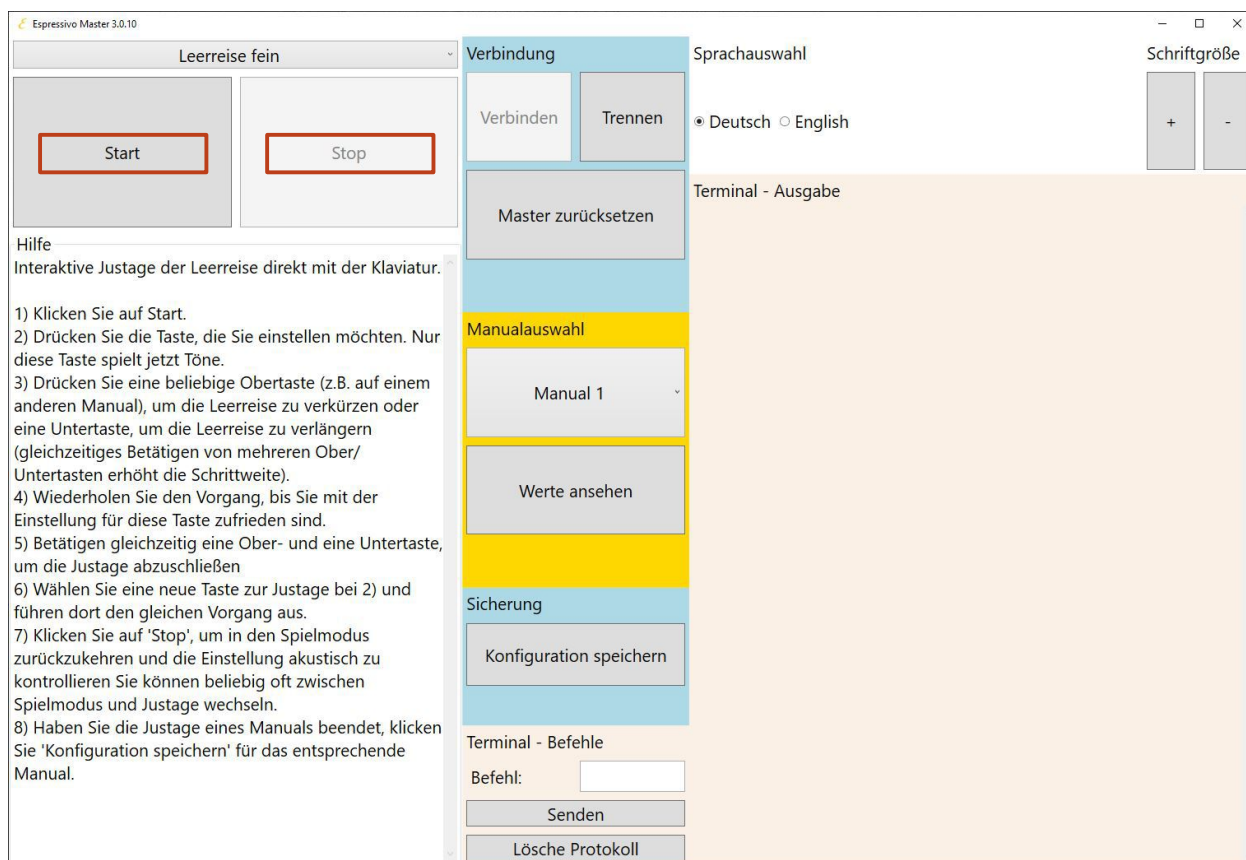 Espressivo Master 3.0.10
Leerreise fein
Start
Stop
Hilfe
Interaktive Justage der Leerreise direkt mit der Klaviatur.
1) Klicken Sie auf Start.
2) Drücken Sie die Taste, die Sie einstellen möchten. Nur
diese Taste spielt jetzt Töne.
3) Drücken Sie eine beliebige Obertaste (z.B. auf einem
anderen Manual), um die Leerreise zu verkürzen oder
eine Untertaste, um die Leerreise zu verlängern
(gleichzeitiges Betätigen von mehreren Ober/
Untertasten erhöht die Schrittweite).
4) Wiederholen Sie den Vorgang, bis Sie mit der
Einstellung für diese Taste zufrieden sind.
5) Betätigen gleichzeitig eine Ober- und eine Untertaste,
um die Justage abzuschließen
6) Wählen Sie eine neue Taste zur Justage bei 2) und
führen dort den gleichen Vorgang aus.
7) Klicken Sie auf 'Stop', um in den Spielmodus
zurückzukehren und die Einstellung akustisch zu
kontrollieren Sie können beliebig oft zwischen
Spielmodus und Justage wechseln.
8) Haben Sie die Justage eines Manuals beendet, klicken
Sie 'Konfiguration speichern' für das entsprechende
Manual.
Verbindung
Verbinden
Trennen
Master zurücksetzen
Manualauswahl
Manual 1
Werte ansehen
Sicherung
Konfiguration speichern
Terminal - Befehle
Befehl:
Senden
Lösche Protokoll
Sprachauswahl
Deutsch
English
Schriftgröße
+
-
Terminal - Ausgabe